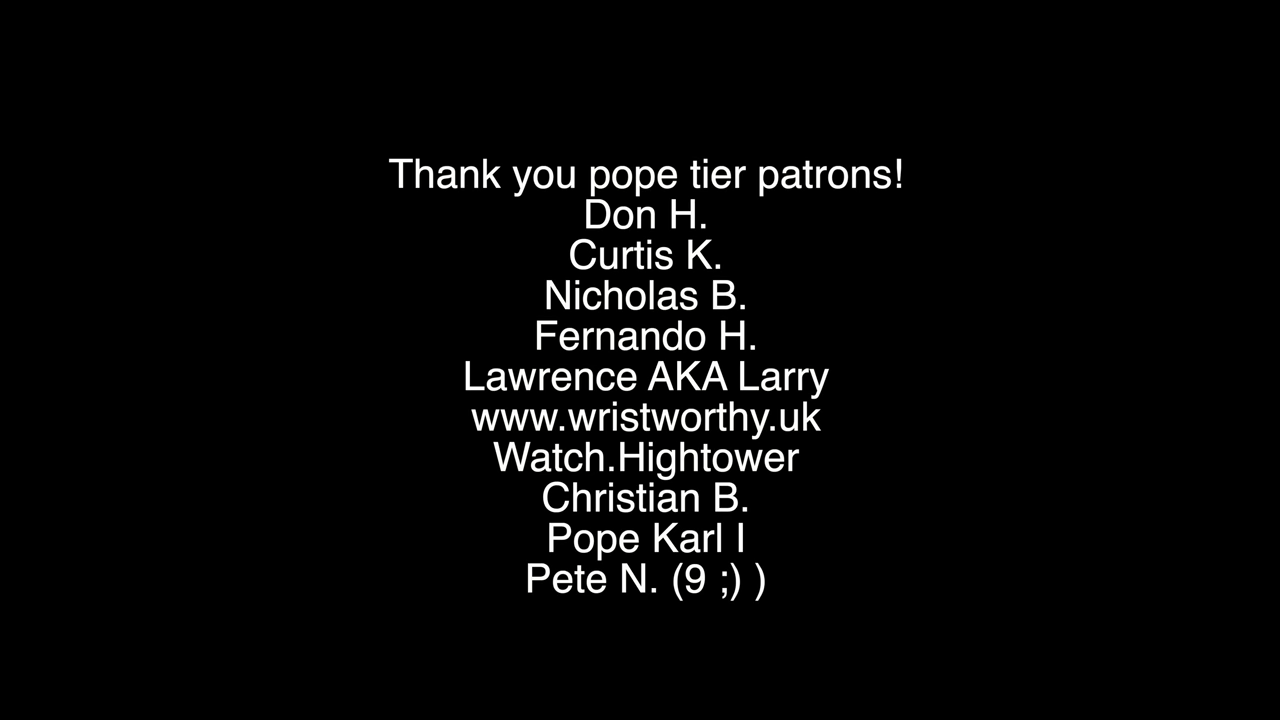 Thank you pope tier patrons!
Don H.
Curtis K.
Nicholas B.
Fernando H.
Lawrence AKA Larry
www.wristworthy.uk
Watch.Hightower
Christian B.
Pope Karl I
Pete N. (9 ;) )